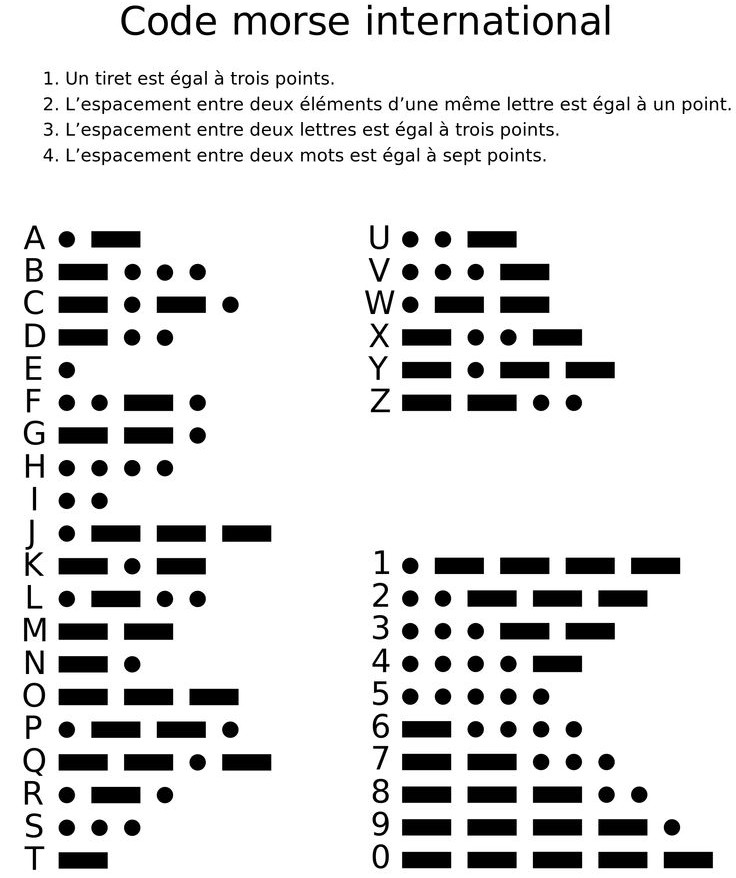 Code morse international
1. Un tiret est égal à trois points.
2. L’espacement entre deux éléments d’une même lettre est égal à un point.
3. L’espacement entre deux lettres est égal à trois points.
4. L’espacement entre deux mots est égal à sept points.
A
B
C
D
E
F
G
H
I
J
K
L
M
N
O
P
Q
R
S
T
U
V
W
X
Y
Z
1
2
3
4
5
6
7
8
9
0